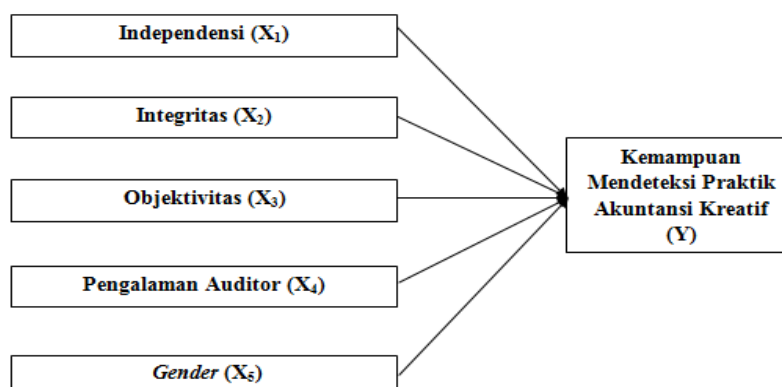 Independensi (X₁)
Integritas (X₂)
Objektivitas (X₃)
Pengalaman Auditor (X₄)
Gender (X₅)
Kemampuan
Mendeteksi Praktik
Akuntansi Kreatif
(Y)